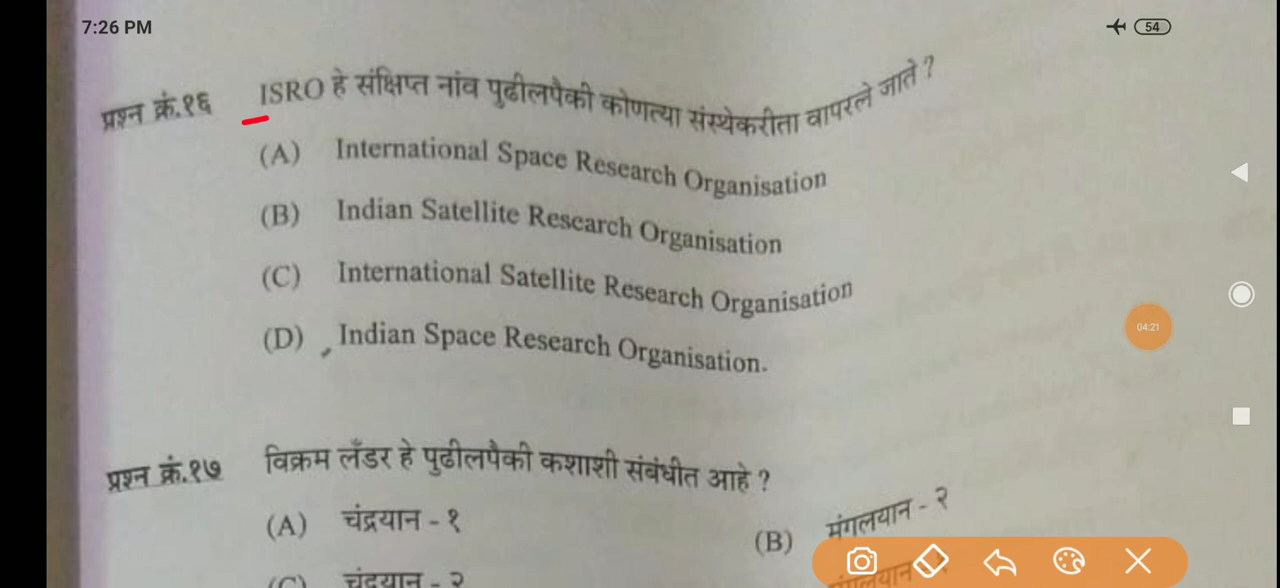 7:26 PM
54
प्रश्न क्रं.१६ ISRO हे संक्षिप्त नांव पुढीलपैकी कोणत्या संस्थेकरीता वापरले जाते ?
(A) International Space Research Organisation
(B) Indian Satellite Research Organisation
(C) International Satellite Research Organisation
(D) Indian Space Research Organisation.
04:21
प्रश्न क्रं.१७ विक्रम लँडर हे पुढीलपैकी कशाशी संबंधीत आहे ?
(A) चंद्रयान - १ (B) मंगलयान - २
(C) चंद्रयान - २